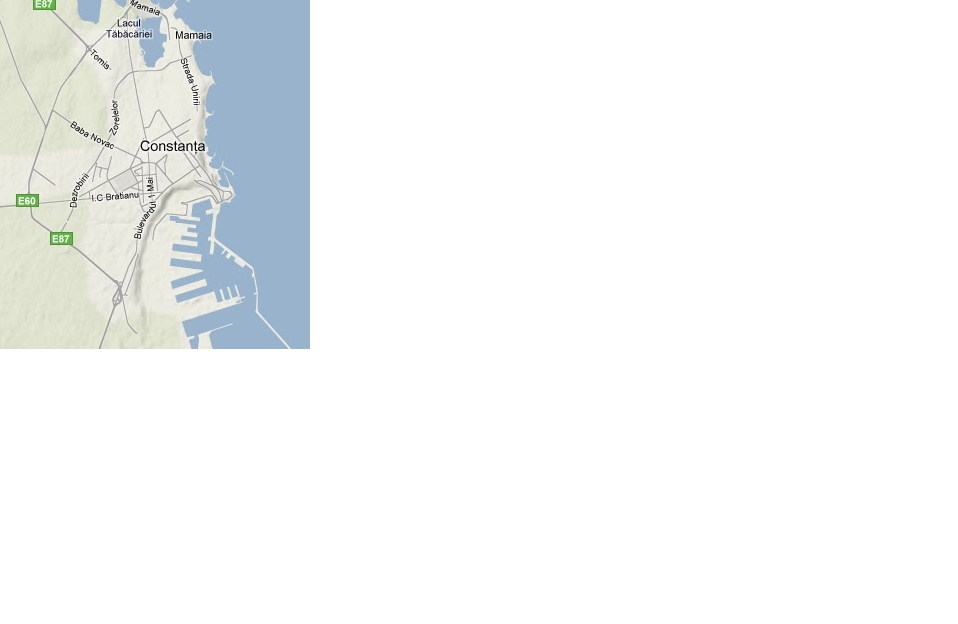 E87
Mamaia
Lacul
Tăbăcăriei
Mamaia
Tomis
Strada Unirii
Zorelelor
Baba Novac
Constanța
Dezrobirii
I.C Bratianu
Bulevardul 1 Mai
E60
E87